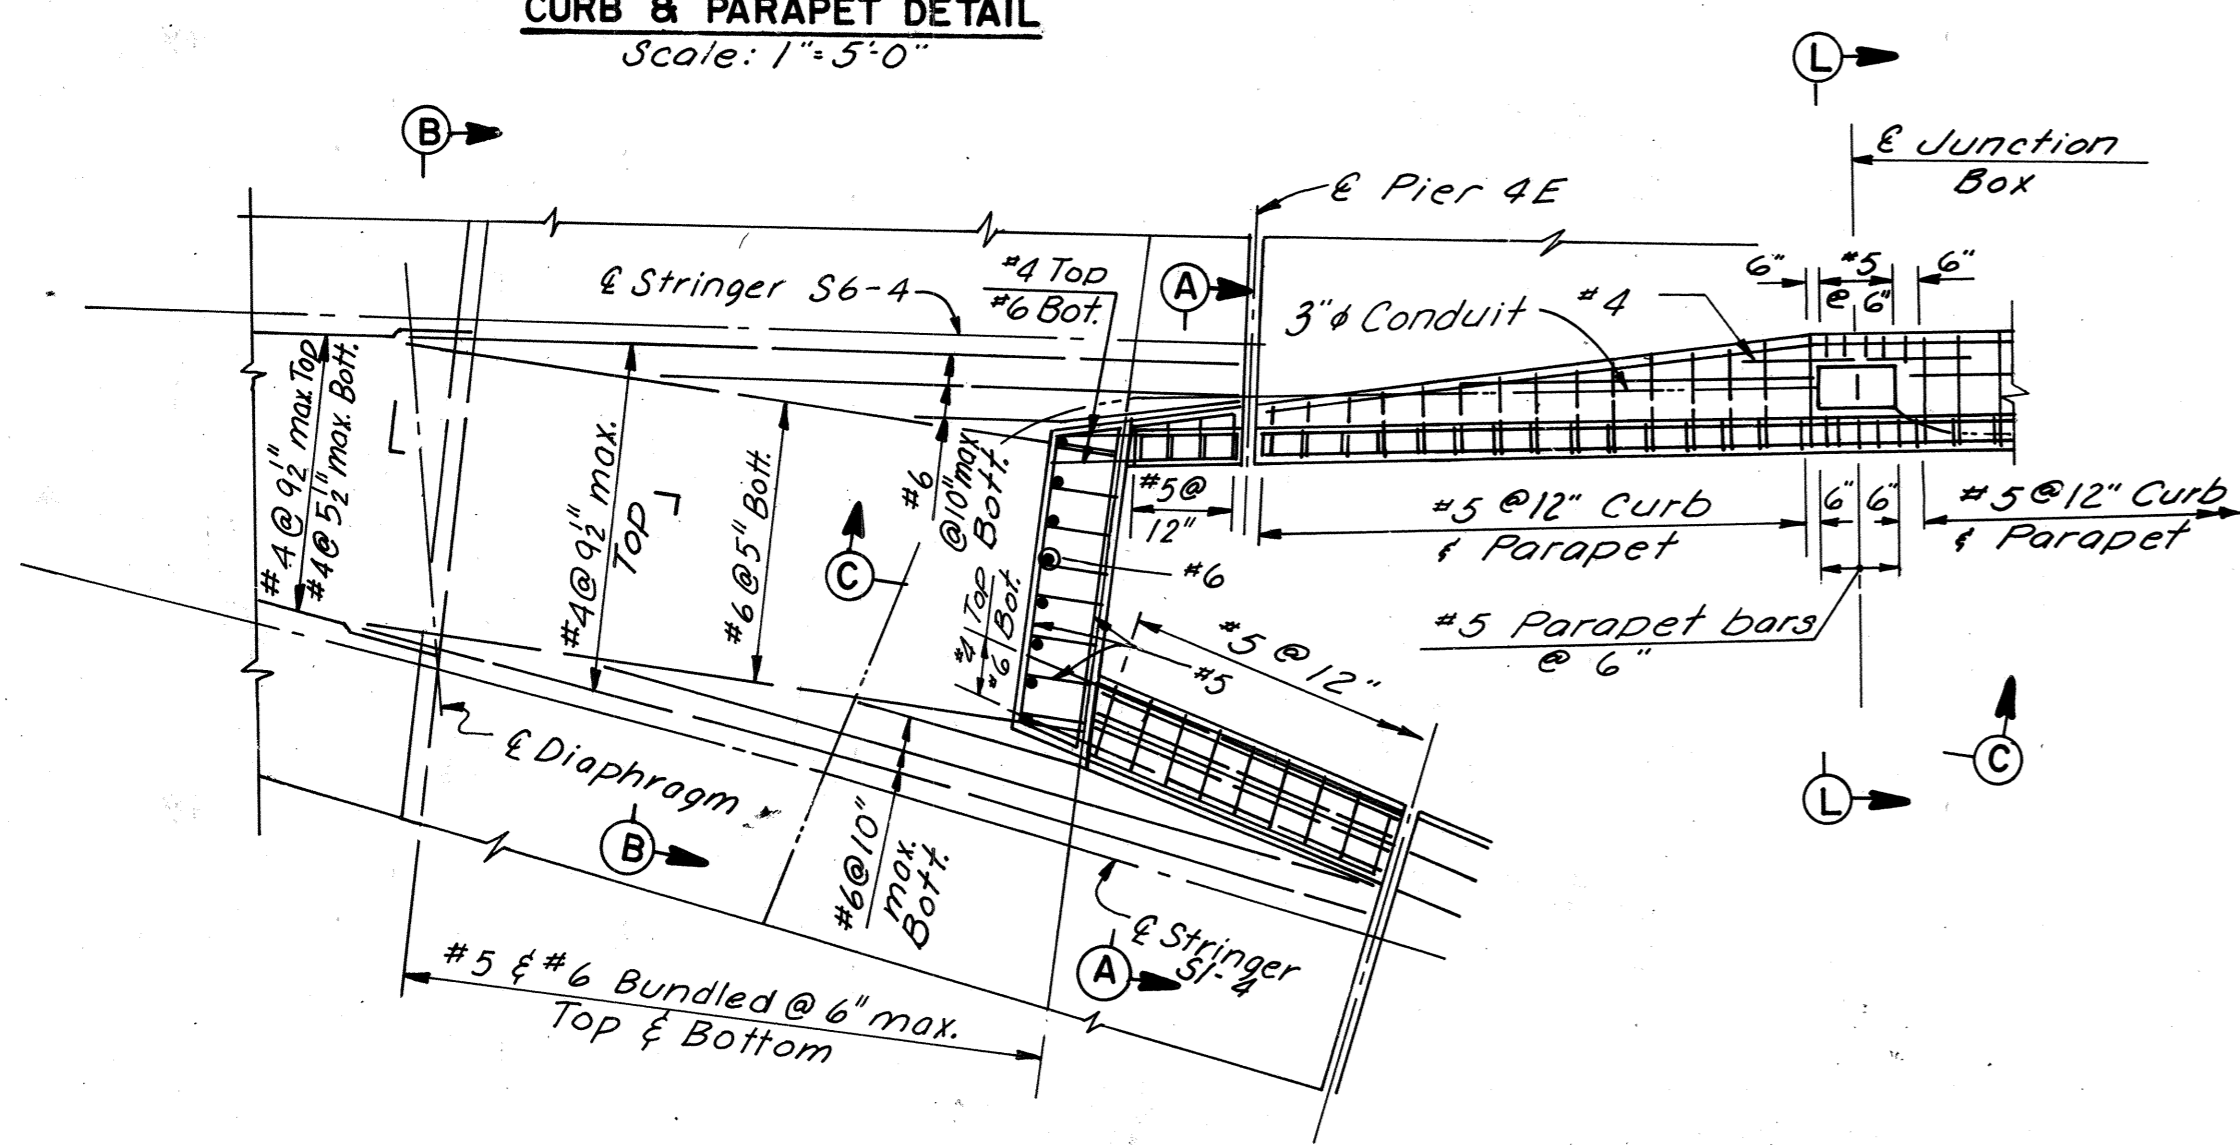 CURB & PARAPET DETAIL
Scale: 1"=5'-0"
L
B
℄ Junction
Box
℄ Pier 4E
℄ Stringer S6-4
#4 Top
#6 Bot.
A
3"φ Conduit
#4
6"
#5
@ 6"
6"
#4 @ 9½" max. Top
#4 @ 5½" max. Bott.
#4 @ 9½" max.
Top
#6 @ 5" Bott.
#6
@10" max
Bott.
C
#4 Top
#6 Bot.
#5 @
12"
#6
#5
#5 @ 12"
#5 @12" Curb
& Parapet
6" 6"
#5 @12" Curb
& Parapet
#5 Parapet bars
@ 6"
℄ Diaphragm
B
#6@10"
max.
Bott.
℄ Stringer
S1-4
A
L
C
#5 & #6 Bundled @ 6" max.
Top & Bottom